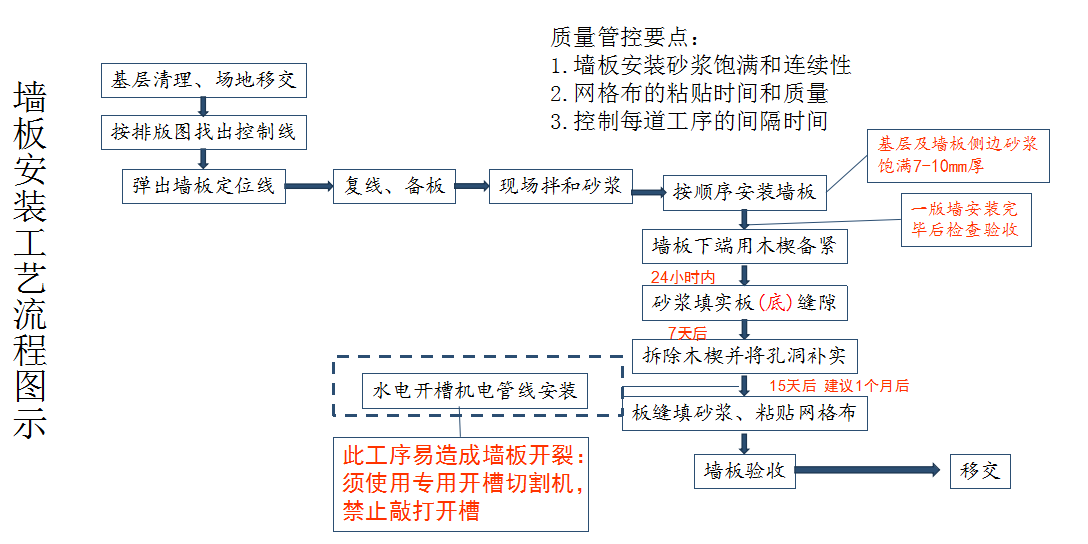 墙板安装工艺流程图示
质量管控要点：
1.墙板安装砂浆饱满和连续性
2.网格布的粘贴时间和质量
3.控制每道工序的间隔时间
基层清理、场地移交
按排版图找出控制线
弹出墙板定位线
复线、备板
现场拌和砂浆
按顺序安装墙板
基层及墙板侧边砂浆
饱满7-10mm厚
一版墙安装完
毕后检查验收
墙板下端用木楔备紧
24小时内
砂浆填实板(底)缝隙
7天后
拆除木楔并将孔洞补实
15天后 建议1个月后
水电开槽机电管线安装
板缝填砂浆、粘贴网格布
此工序易造成墙板开裂：
须使用专用开槽切割机，
禁止敲打开槽
墙板验收
移交